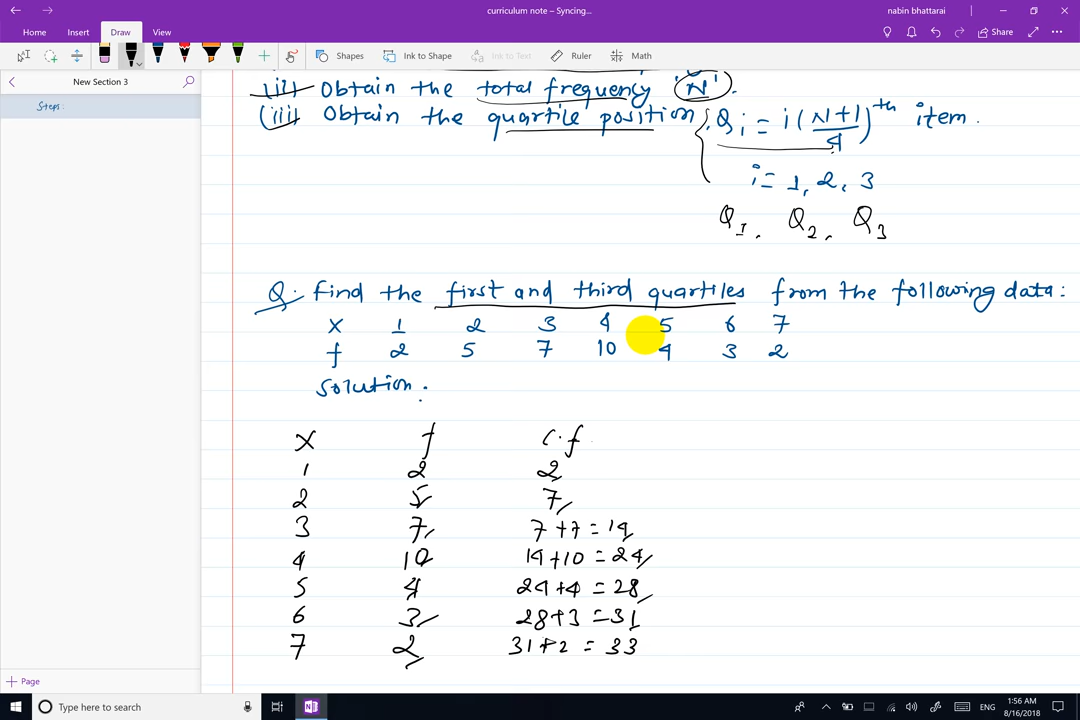 curriculum note - Syncing...
nabin bhattarai
Home Insert Draw View
Share
Shapes Ink to Shape Ink to Text Ruler Math
New Section 3
Steps:
(ii) Obtain the total frequency 'N'.
(iii) Obtain the quartile position. Qi = i(N+1/4)th item.
i = 1, 2, 3
Q1, Q2, Q3
Q. Find the first and third quartiles from the following data:
x 1 2 3 4 5 6 7
f 2 5 7 10 4 3 2
solution:
x f c.f
1 2 2
2 5 7
3 7 7+7=14
4 10 14+10=24
5 4 24+4=28
6 3 28+3=31
7 2 31+2=33
+ Page
Type here to search
ENG
1:56 AM
8/16/2018